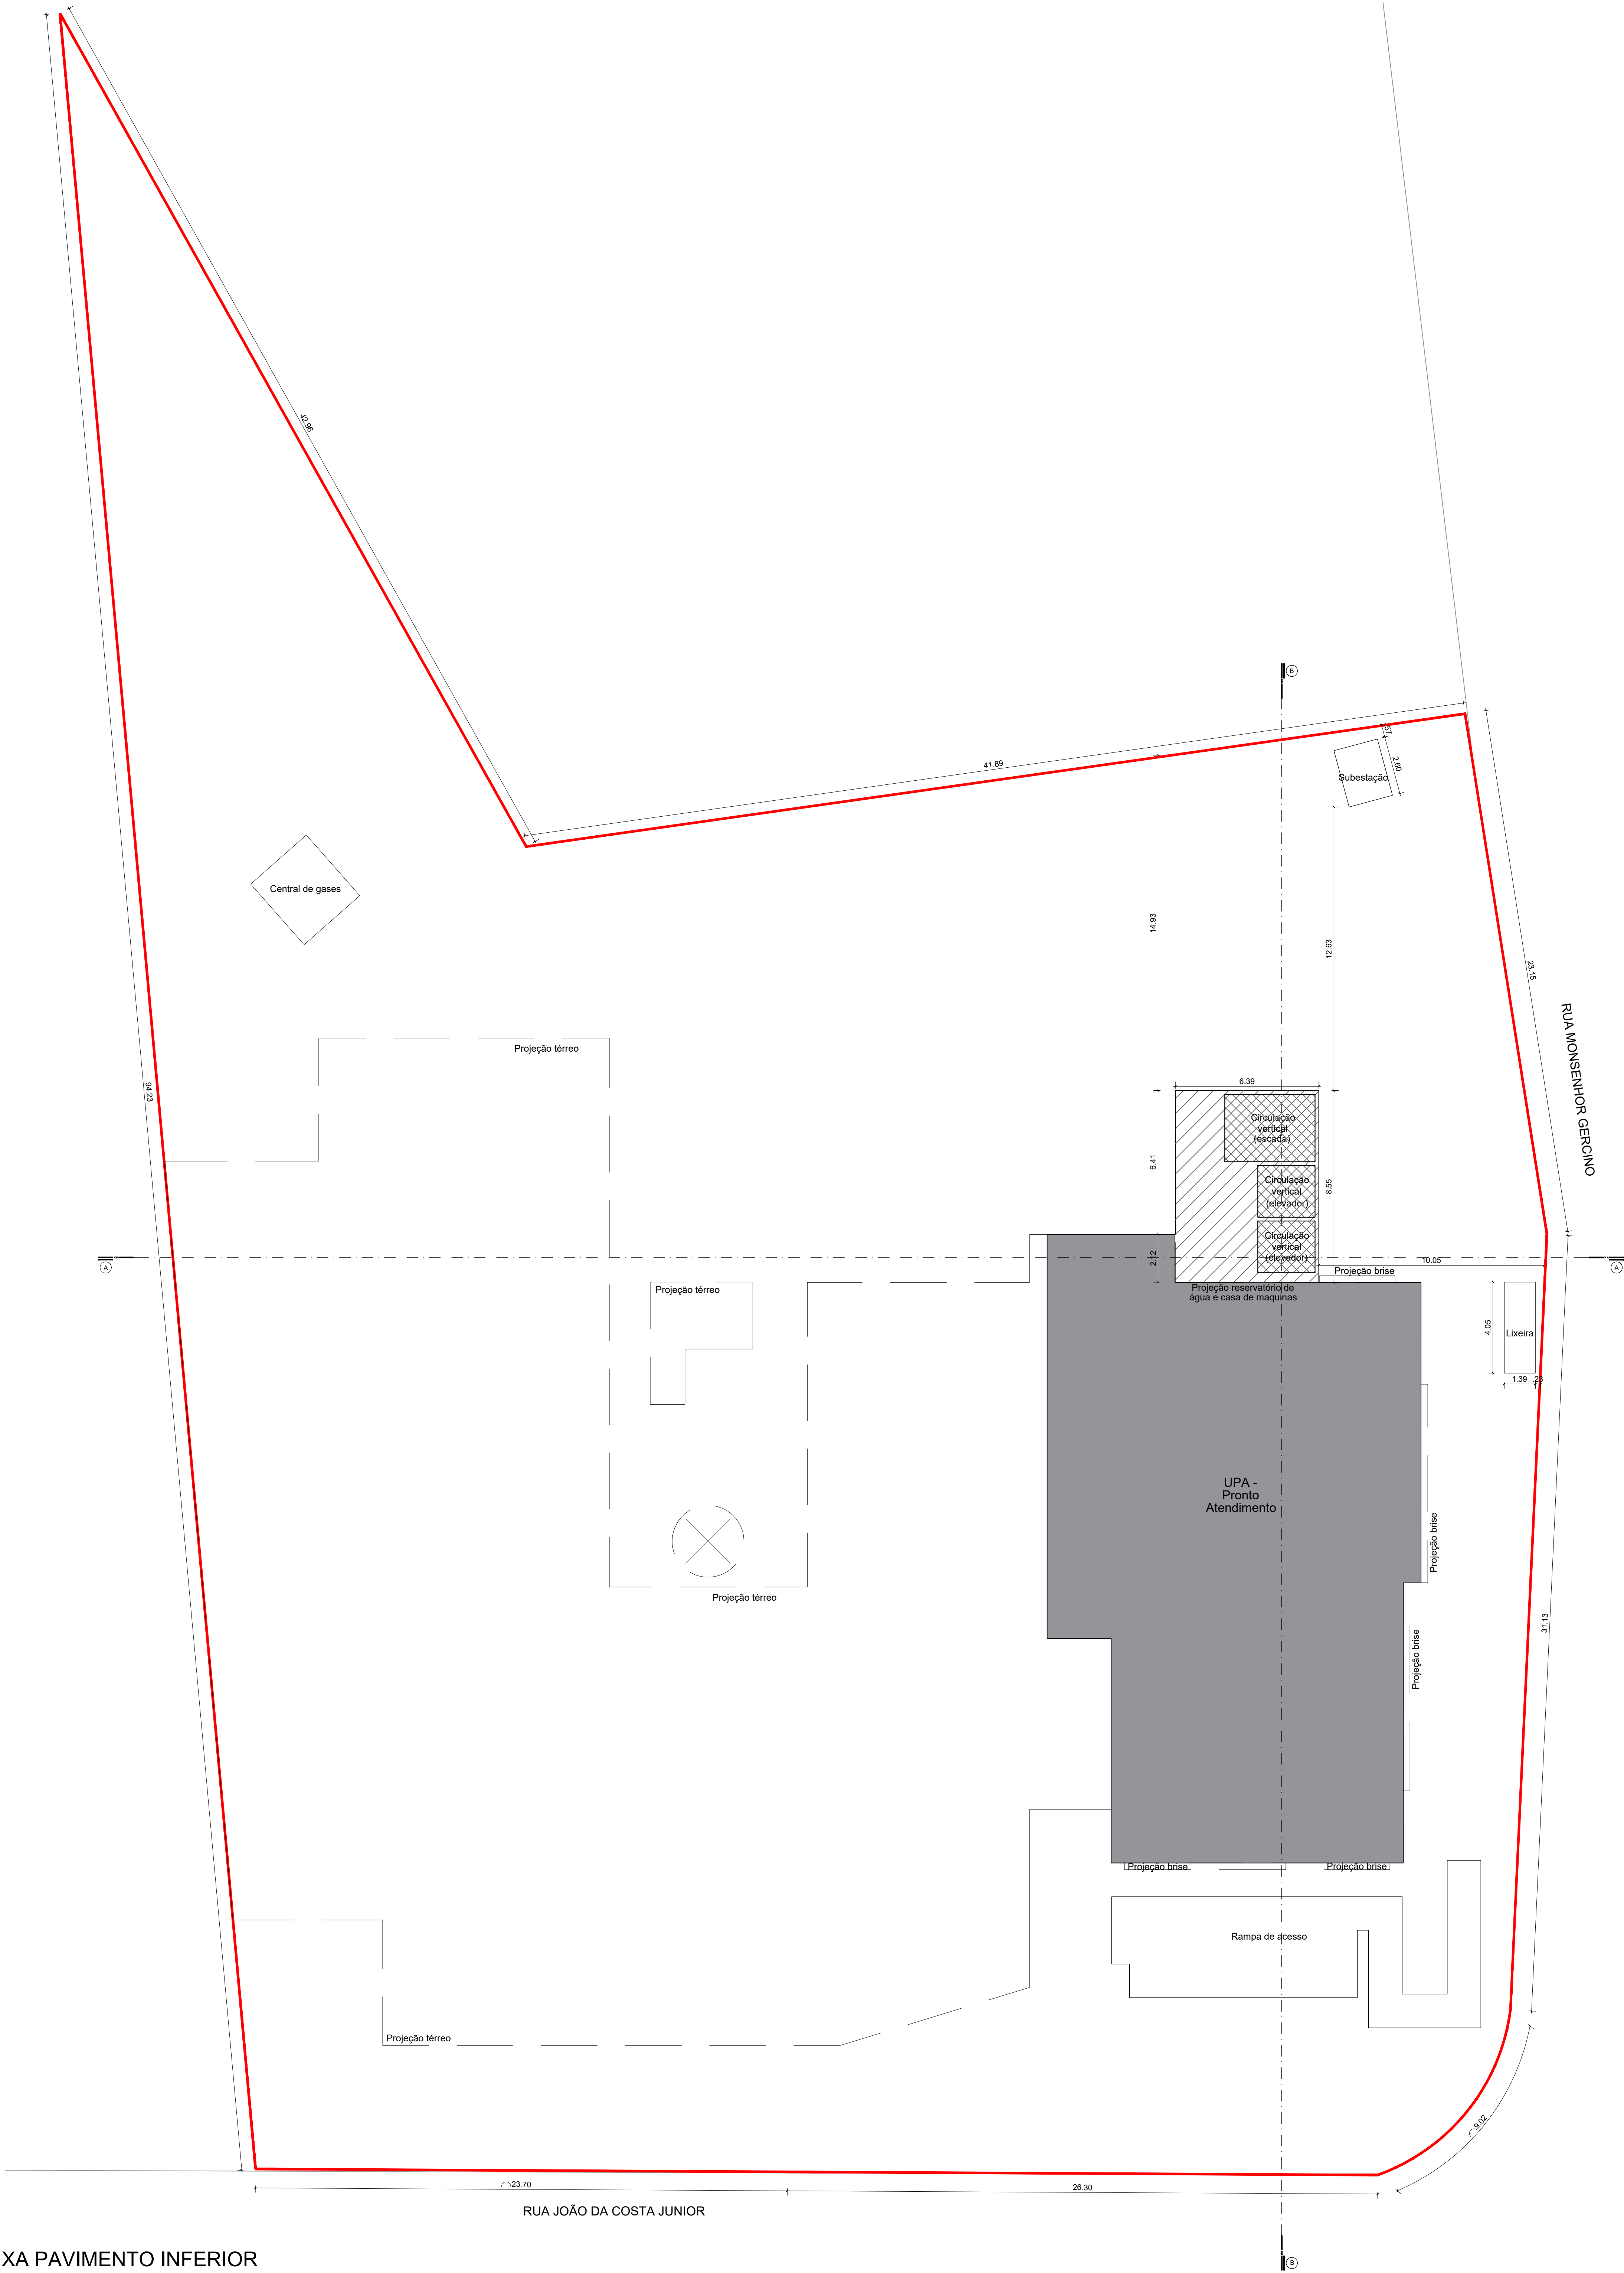 42.96
B
.57
2.60
Subestação
41.89
Central de gases
14.93
12.63
23.15
RUA MONSENHOR GERCINO
Projeção térreo
94.23
6.39
Circulação
vertical
(escada)
6.41
8.55
Circulação
vertical
(elevador)
Circulação
vertical
(elevador)
2.12
A
10.05
A
Projeção brise
Projeção térreo
Projeção reservatório de
água e casa de maquinas
4.05
Lixeira
1.39
.23
UPA -
Pronto
Atendimento
Projeção brise
Projeção térreo
31.13
Projeção brise
Projeção brise
Projeção brise
Rampa de acesso
Projeção térreo
9.02
23.70
26.30
RUA JOÃO DA COSTA JUNIOR
XA PAVIMENTO INFERIOR
B